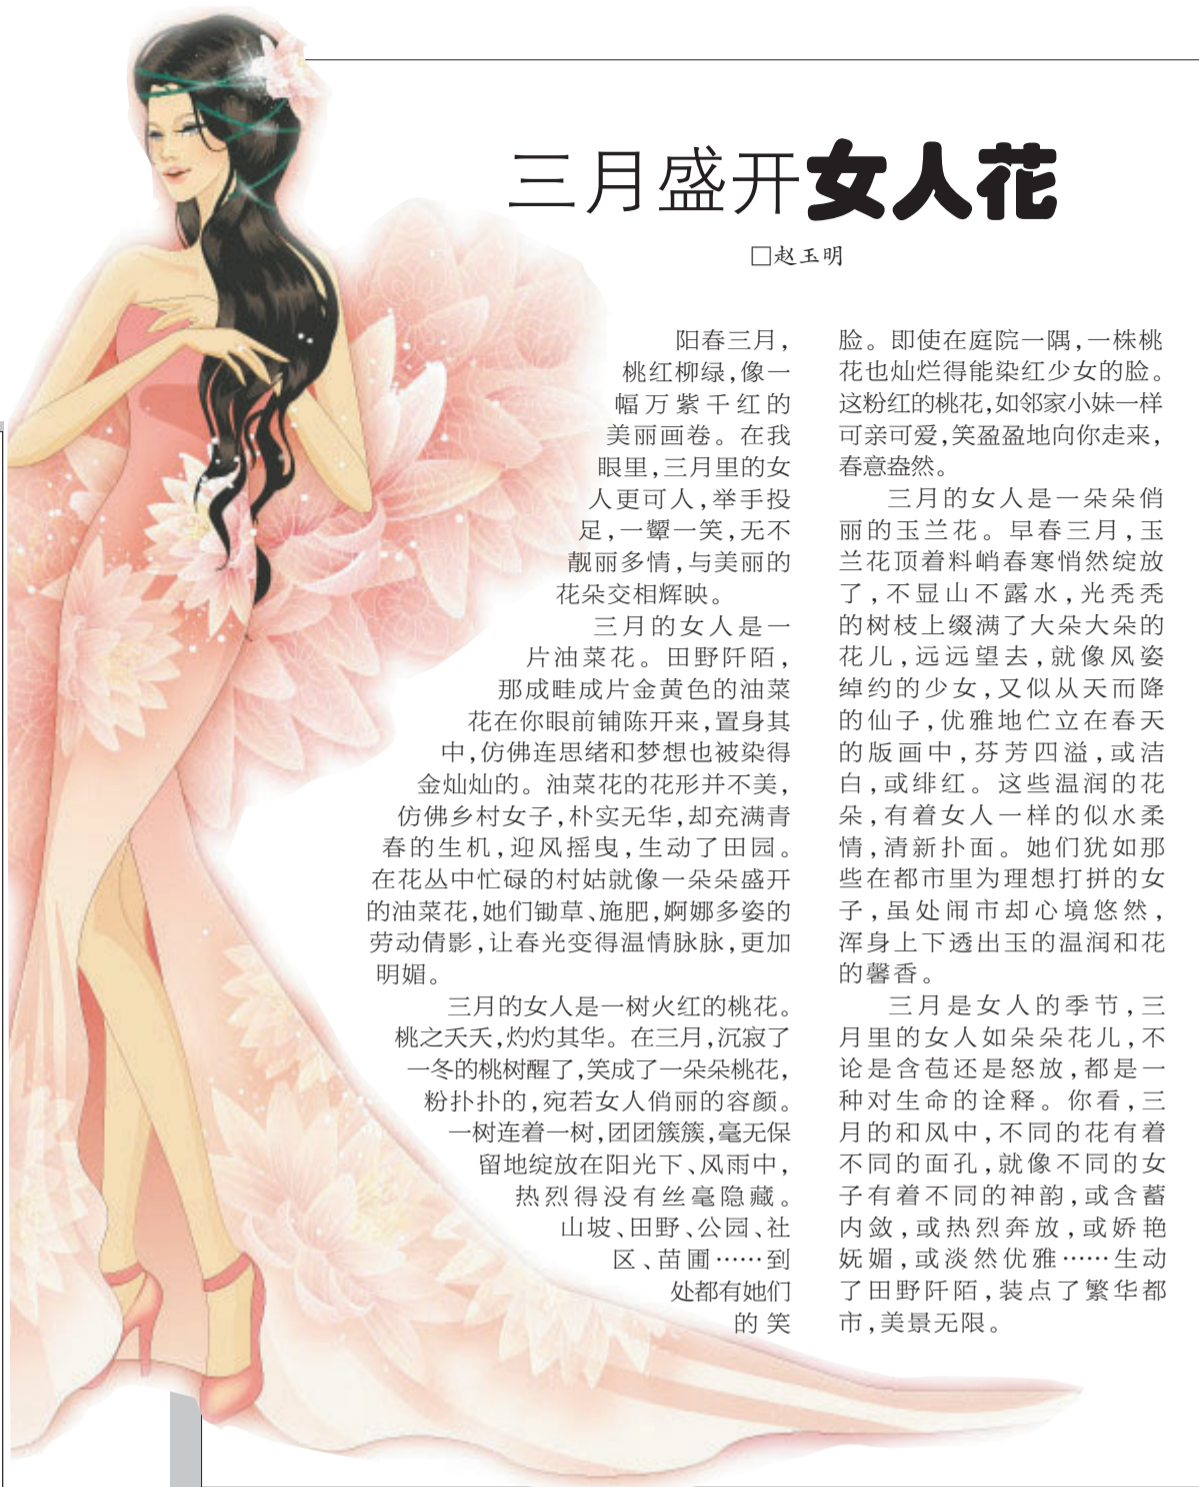 三月盛开女人花
□赵玉明
阳春三月，
桃红柳绿，像一
幅万紫千红的
美丽画卷。在我
眼里，三月里的女
人更可人，举手投
足，一颦一笑，无不
靓丽多情，与美丽的
花朵交相辉映。
三月的女人是一
片油菜花。田野阡陌，
那成畦成片金黄色的油菜
花在你眼前铺陈开来，置身其
中，仿佛连思绪和梦想也被染得
金灿灿的。油菜花的花形并不美，
仿佛乡村女子，朴实无华，却充满青
春的生机，迎风摇曳，生动了田园。
在花丛中忙碌的村姑就像一朵朵盛开
的油菜花，她们锄草、施肥，婀娜多姿的
劳动倩影，让春光变得温情脉脉，更加
明媚。
三月的女人是一树火红的桃花。
桃之夭夭，灼灼其华。在三月，沉寂了
一冬的桃树醒了，笑成了一朵朵桃花，
粉扑扑的，宛若女人俏丽的容颜。
一树连着一树，团团簇簇，毫无保
留地绽放在阳光下、风雨中，
热烈得没有丝毫隐藏。
山坡、田野、公园、社
区、苗圃……到
处都有她们
的笑
脸。即使在庭院一隅，一株桃
花也灿烂得能染红少女的脸。
这粉红的桃花，如邻家小妹一样
可亲可爱，笑盈盈地向你走来，
春意盎然。
三月的女人是一朵朵俏
丽的玉兰花。早春三月，玉
兰花顶着料峭春寒悄然绽放
了，不显山不露水，光秃秃
的树枝上缀满了大朵大朵的
花儿，远远望去，就像风姿
绰约的少女，又似从天而降
的仙子，优雅地伫立在春天
的版画中，芬芳四溢，或洁
白，或绯红。这些温润的花
朵，有着女人一样的似水柔
情，清新扑面。她们犹如那
些在都市里为理想打拼的女
子，虽处闹市却心境悠然，
浑身上下透出玉的温润和花
的馨香。
三月是女人的季节，三
月里的女人如朵朵花儿，不
论是含苞还是怒放，都是一
种对生命的诠释。你看，三
月的和风中，不同的花有着
不同的面孔，就像不同的女
子有着不同的神韵，或含蓄
内敛，或热烈奔放，或娇艳
妩媚，或淡然优雅……生动
了田野阡陌，装点了繁华都
市，美景无限。